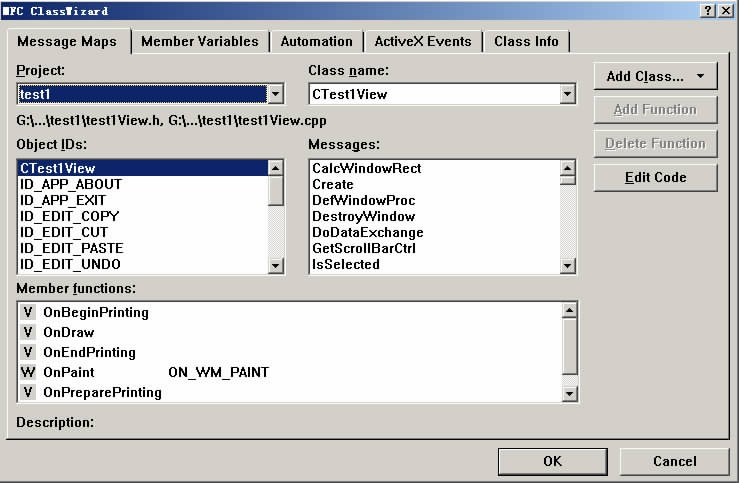 MFC ClassWizard
Message Maps Member Variables Automation ActiveX Events Class Info
Project: Class name:
test1 CTest1View
Add Class...
G:\...\test1\test1View.h, G:\...\test1\test1View.cpp
Add Function
Object IDs: Messages:
Delete Function
CTest1View CalcWindowRect
ID_APP_ABOUT Create
Edit Code
ID_APP_EXIT DefWindowProc
ID_EDIT_COPY DestroyWindow
ID_EDIT_CUT DoDataExchange
ID_EDIT_PASTE GetScrollBarCtrl
ID_EDIT_UNDO IsSelected
Member functions:
V OnBeginPrinting
V OnDraw
V OnEndPrinting
W OnPaint ON_WM_PAINT
V OnPreparePrinting
Description:
OK Cancel